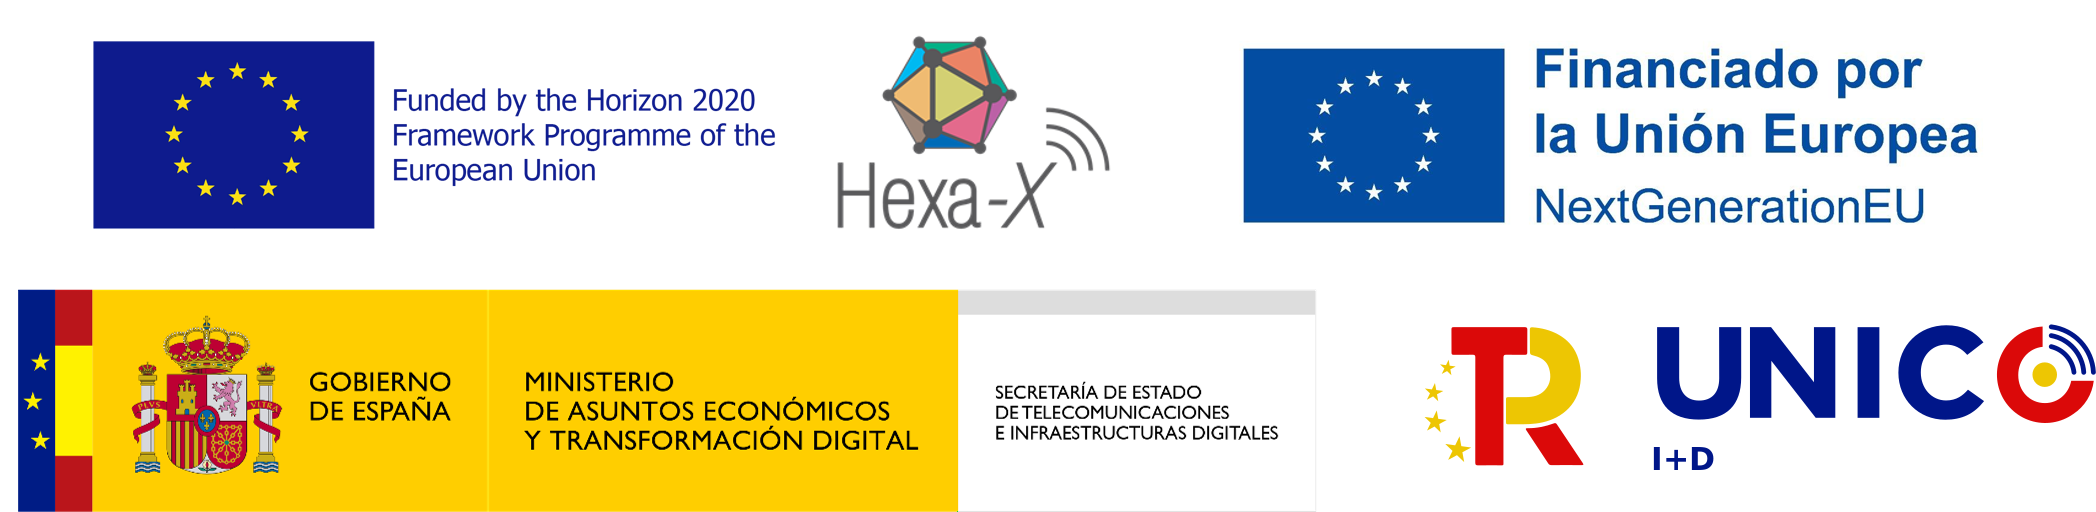 Funded by the Horizon 2020
Framework Programme of the
European Union
Hexa-X
Financiado por
la Unión Europea
NextGenerationEU
PLVS VLTRA
GOBIERNO
DE ESPAÑA
MINISTERIO
DE ASUNTOS ECONÓMICOS
Y TRANSFORMACIÓN DIGITAL
SECRETARÍA DE ESTADO
DE TELECOMUNICACIONES
E INFRAESTRUCTURAS DIGITALES
TR
UNICO
I+D